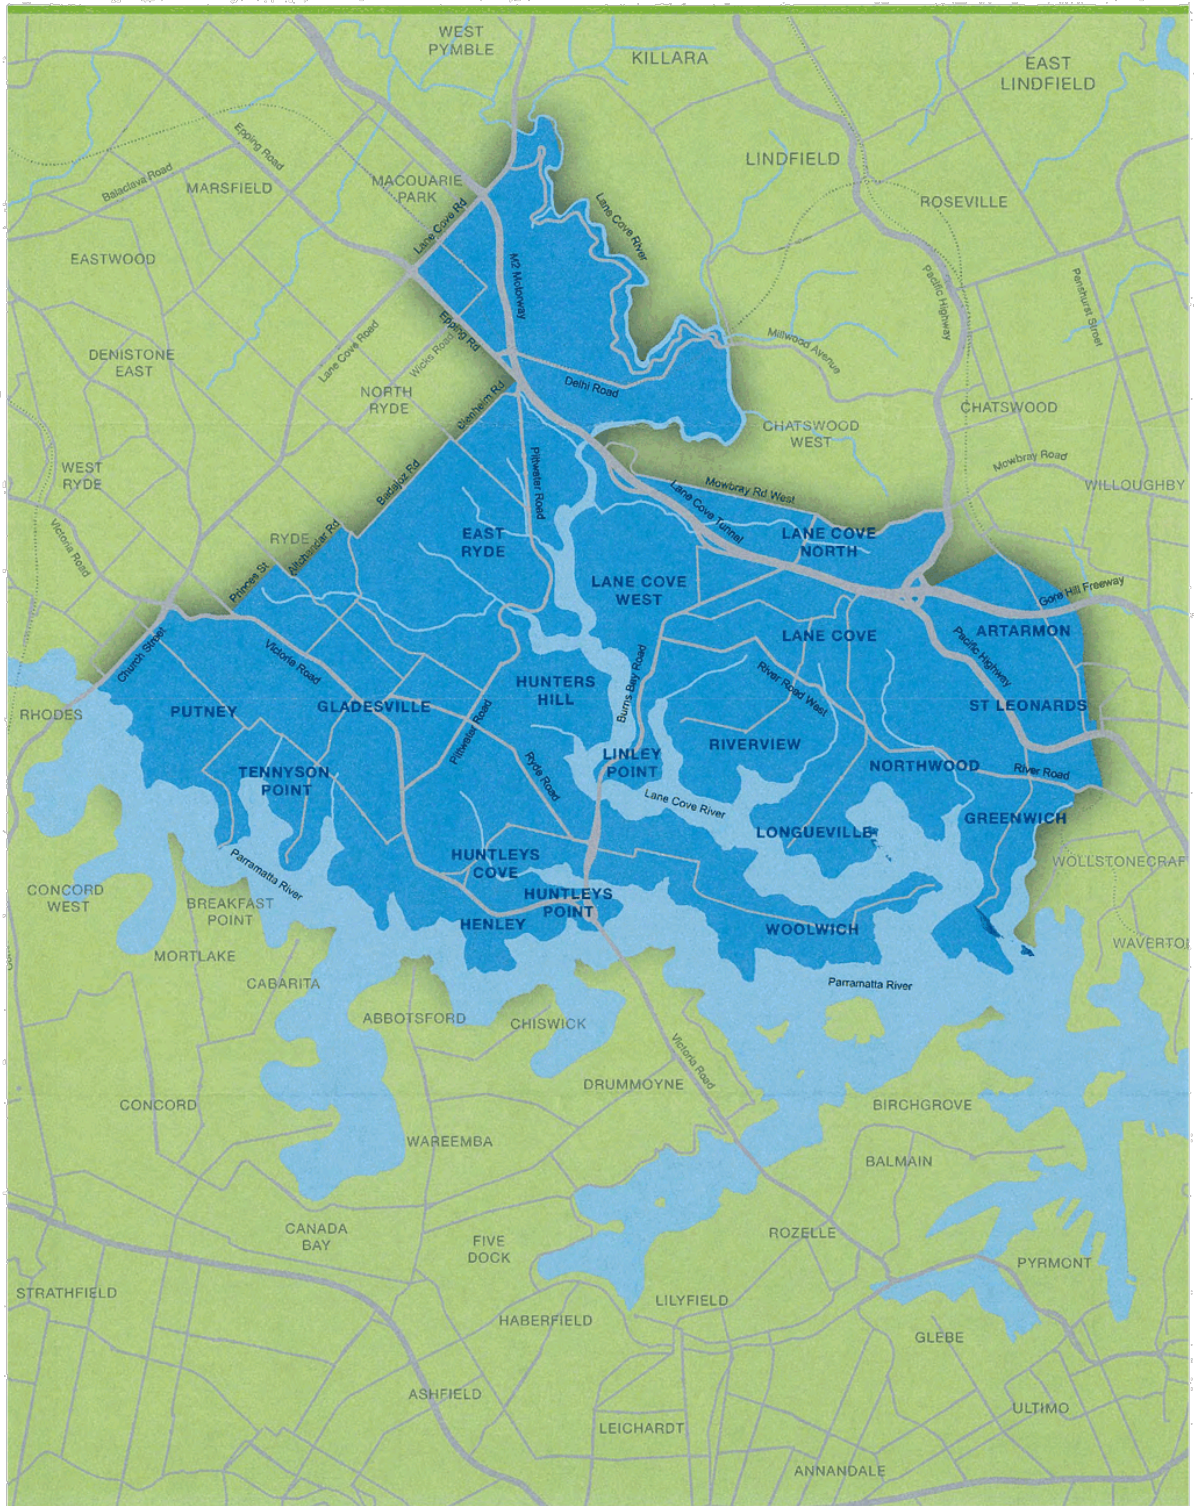 WEST
PYMBLE
KILLARA
EAST
LINDFIELD
LINDFIELD
Epping Road
Balaclava Road
MARSFIELD
MACQUARIE
PARK
ROSEVILLE
Lane Cove Rd
Lane Cove River
EASTWOOD
M2 Motorway
Pacific Highway
Penshurst Street
DENISTONE
EAST
Lane Cove Road
Wicks Road
Epping Rd
Millwood Avenue
NORTH
RYDE
Delhi Road
Blenheim Rd
CHATSWOOD
CHATSWOOD
WEST
WEST
RYDE
Badajoz Rd
Pittwater Road
Mowbray Road
WILLOUGHBY
Mowbray Rd West
Lane Cove Tunnel
Victoria Road
RYDE
EAST
RYDE
LANE COVE
NORTH
Princes St
LANE COVE
WEST
Gore Hill Freeway
ARTARMON
LANE COVE
Church Street
Victoria Road
Pacific Highway
HUNTERS
HILL
Burns Bay Road
River Road West
RHODES
PUTNEY
GLADESVILLE
ST LEONARDS
Pittwater Road
RIVERVIEW
TENNYSON
POINT
Ryde Road
LINLEY
POINT
NORTHWOOD
River Road
Lane Cove River
GREENWICH
LONGUEVILLE
HUNTLEYS
COVE
Parramatta River
WOLLSTONECRAF
CONCORD
WEST
BREAKFAST
POINT
HUNTLEYS
POINT
HENLEY
WOOLWICH
MORTLAKE
WAVERTO
CABARITA
Parramatta River
ABBOTSFORD
CHISWICK
Victoria Road
DRUMMOYNE
CONCORD
BIRCHGROVE
WAREEMBA
BALMAIN
CANADA
BAY
FIVE
DOCK
ROZELLE
PYRMONT
STRATHFIELD
LILYFIELD
HABERFIELD
GLEBE
ASHFIELD
ULTIMO
LEICHARDT
ANNANDALE